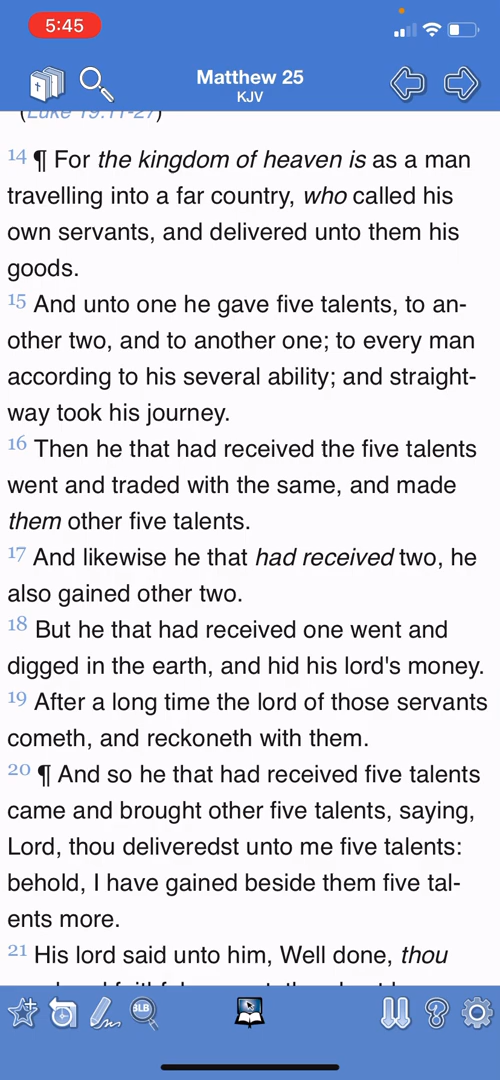 5:45
Matthew 25
KJV
(Luke 19:11-27)
14 ¶ For the kingdom of heaven is as a man
travelling into a far country, who called his
own servants, and delivered unto them his
goods.
15 And unto one he gave five talents, to an-
other two, and to another one; to every man
according to his several ability; and straight-
way took his journey.
16 Then he that had received the five talents
went and traded with the same, and made
them other five talents.
17 And likewise he that had received two, he
also gained other two.
18 But he that had received one went and
digged in the earth, and hid his lord's money.
19 After a long time the lord of those servants
cometh, and reckoneth with them.
20 ¶ And so he that had received five talents
came and brought other five talents, saying,
Lord, thou deliveredst unto me five talents:
behold, I have gained beside them five tal-
ents more.
21 His lord said unto him, Well done, thou
BLB